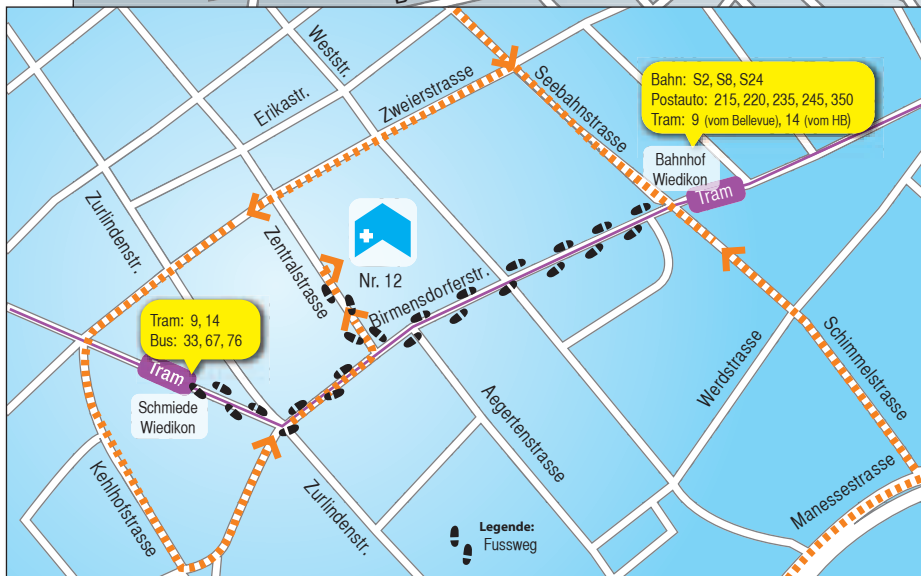 Weststr.
Erikastr.
Zweierstrasse
Seebahnstrasse
Bahn: S2, S8, S24
Postauto: 215, 220, 235, 245, 350
Tram: 9 (vom Bellevue), 14 (vom HB)
Bahnhof
Wiedikon
Tram
Zurlindenstr.
Zentralstrasse
Nr. 12
Birmensdorferstr.
Tram: 9, 14
Bus: 33, 67, 76
Tram
Schmiede
Wiedikon
Schimmelstrasse
Werdstrasse
Aegertenstrasse
Kehlhofstrasse
Zurlindenstr.
Manessestrasse
Legende:
Fussweg